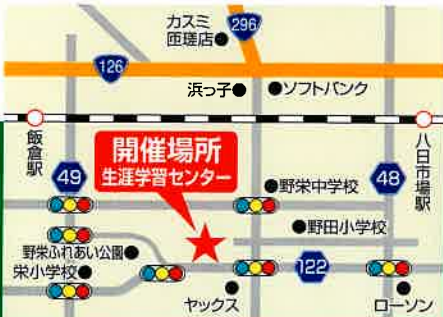 カスミ
匝瑳店
296
126
浜っ子
ソフトバンク
飯倉駅
八日市場駅
開催場所
生涯学習センター
49
48
野栄中学校
野田小学校
野栄ふれあい公園
栄小学校
122
ヤックス
ローソン